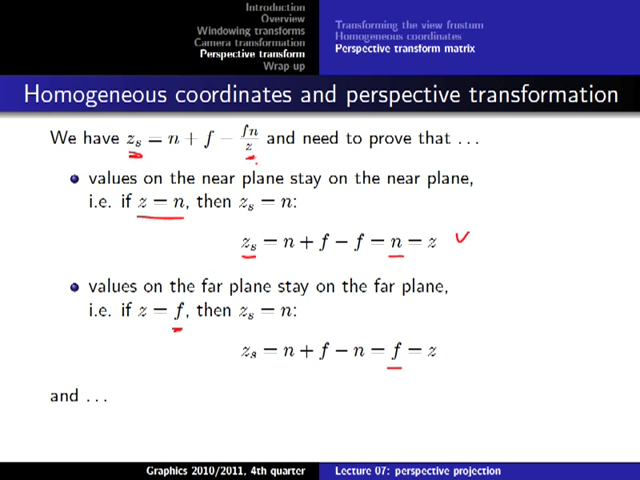 Introduction
Overview
Windowing transforms
Camera transformation
Perspective transform
Wrap-up
Transforming the view frustum
Homogeneous coordinates
Perspective transform matrix
Homogeneous coordinates and perspective transformation
We have z_s = n + f − fn/z and need to prove that . . .
values on the near plane stay on the near plane,
i.e. if z = n, then z_s = n:
z_s = n + f − f = n = z ✓
values on the far plane stay on the far plane,
i.e. if z = f, then z_s = n:
z_s = n + f − n = f = z
and . . .
Graphics 2010/2011, 4th quarter
Lecture 07: perspective projection